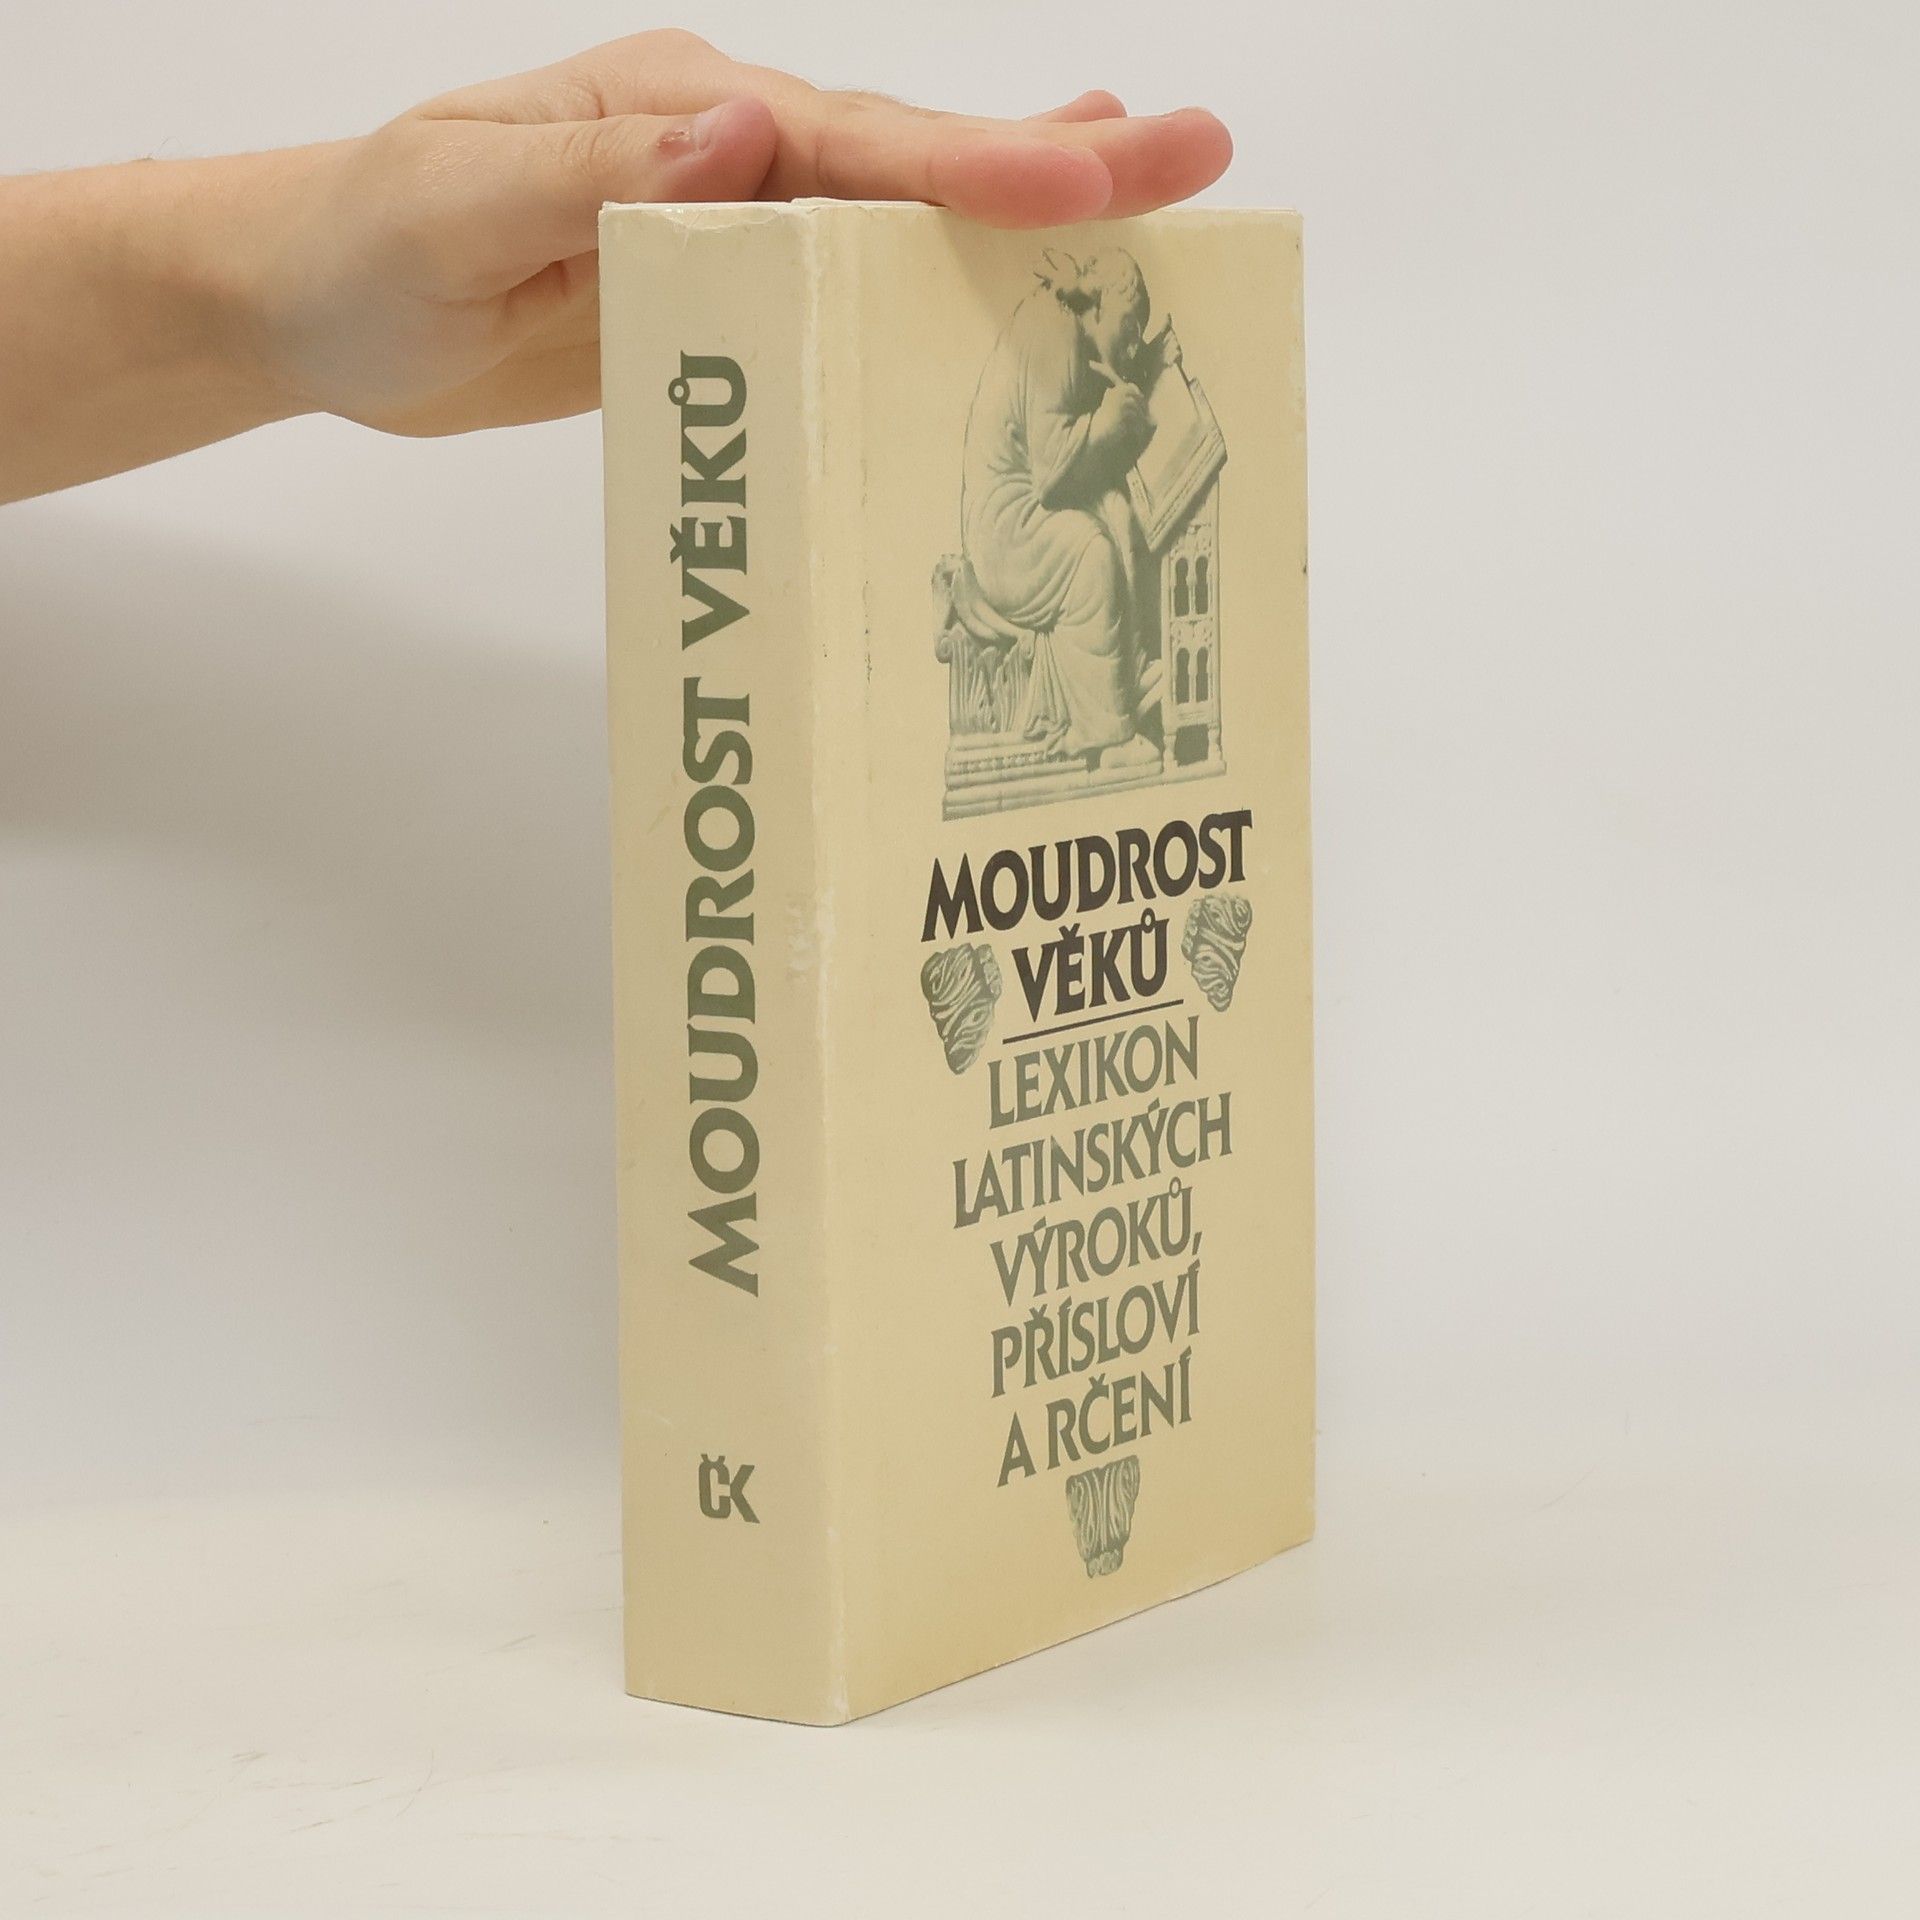 MOUDROST VĚKŮ
ČK
MOUDROST
VĚKŮ
LEXIKON
LATINSKÝCH
VÝROKŮ,
PŘÍSLOVÍ
A RČENÍ